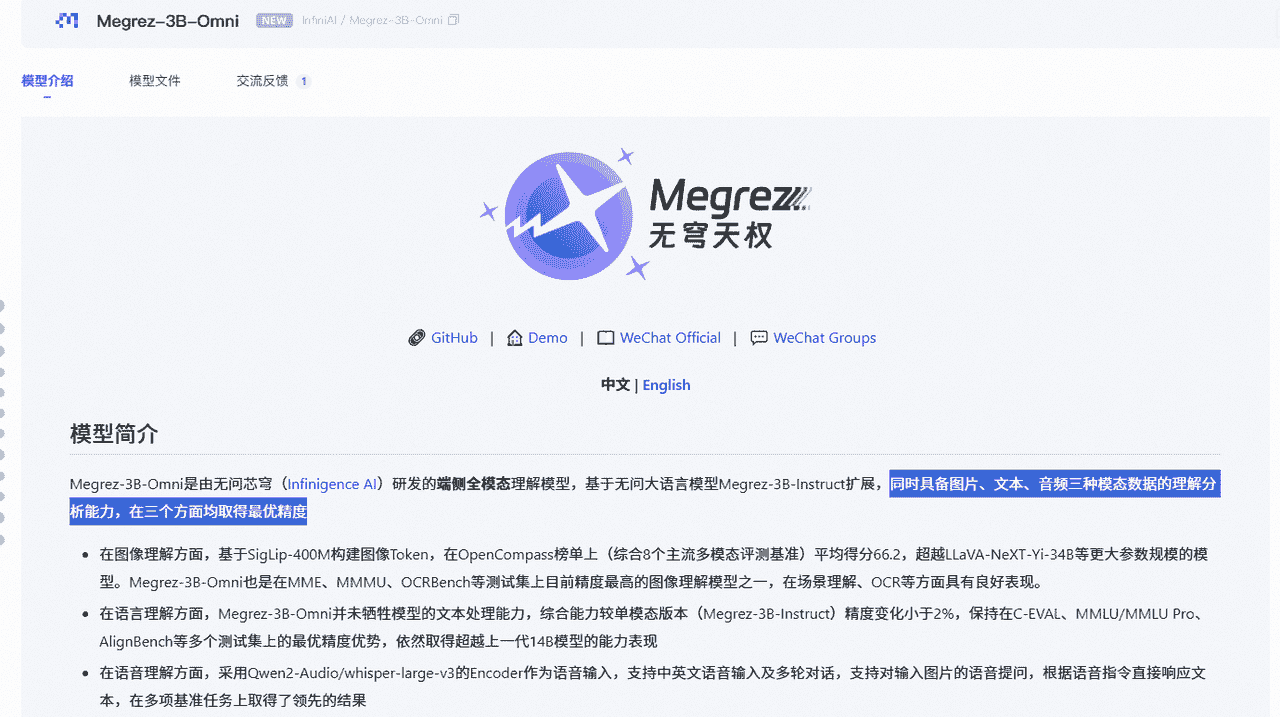 Megrez-3B-Omni NEW InfiniAI / Megrez-3B-Omni
模型介绍 模型文件 交流反馈 1
Megrez
无穹天权
GitHub | Demo | WeChat Official | WeChat Groups
中文 | English
模型简介
Megrez-3B-Omni是由无问芯穹（Infinigence AI）研发的端侧全模态理解模型，基于无问大语言模型Megrez-3B-Instruct扩展，同时具备图片、文本、音频三种模态数据的理解分
析能力，在三个方面均取得最优精度
• 在图像理解方面，基于SigLip-400M构建图像Token，在OpenCompass榜单上（综合8个主流多模态评测基准）平均得分66.2，超越LLaVA-NeXT-Yi-34B等更大参数规模的模
型。Megrez-3B-Omni也是在MME、MMMU、OCRBench等测试集上目前精度最高的图像理解模型之一，在场景理解、OCR等方面具有良好表现。
• 在语言理解方面，Megrez-3B-Omni并未牺牲模型的文本处理能力，综合能力较单模态版本（Megrez-3B-Instruct）精度变化小于2%，保持在C-EVAL、MMLU/MMLU Pro、
AlignBench等多个测试集上的最优精度优势，依然取得超越上一代14B模型的能力表现
• 在语音理解方面，采用Qwen2-Audio/whisper-large-v3的Encoder作为语音输入，支持中英文语音输入及多轮对话，支持对输入图片的语音提问，根据语音指令直接响应文
本，在多项基准任务上取得了领先的结果